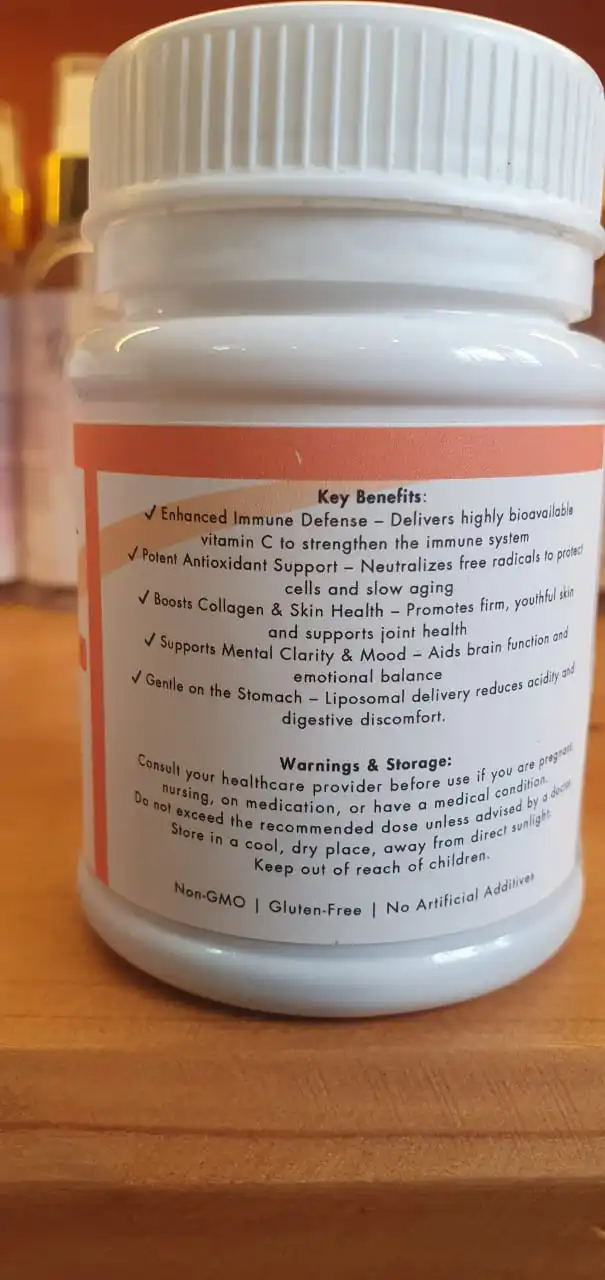 Key Benefits:
✓ Enhanced Immune Defense – Delivers highly bioavailable
vitamin C to strengthen the immune system
✓ Potent Antioxidant Support – Neutralizes free radicals to protect
cells and slow aging
✓ Boosts Collagen & Skin Health – Promotes firm, youthful skin
and supports joint health
✓ Supports Mental Clarity & Mood – Aids brain function and
emotional balance
✓ Gentle on the Stomach – Liposomal delivery reduces acidity and
digestive discomfort.
Warnings & Storage:
Consult your healthcare provider before use if you are pregnant,
nursing, on medication, or have a medical condition.
Do not exceed the recommended dose unless advised by a doctor.
Store in a cool, dry place, away from direct sunlight.
Keep out of reach of children.
Non-GMO | Gluten-Free | No Artificial Additives